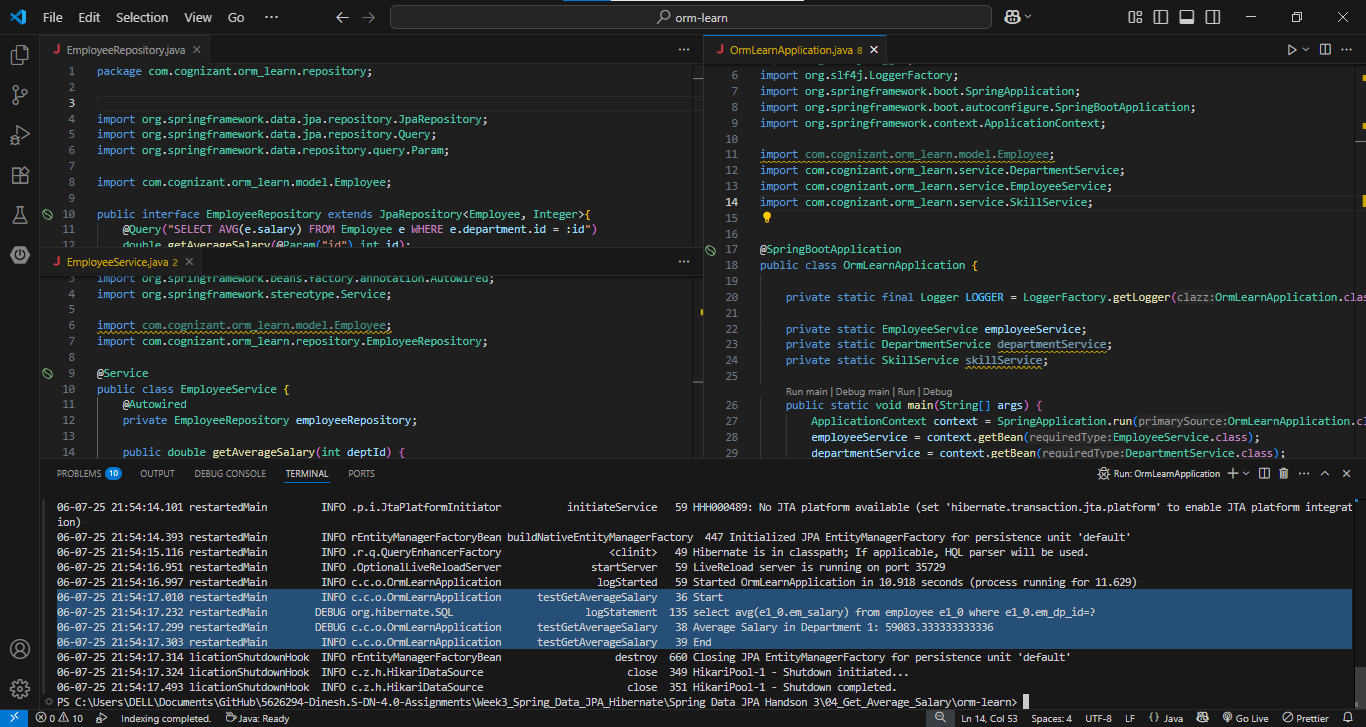 File Edit Selection View Go ··· orm-learn
EmployeeRepository.java
1 package com.cognizant.orm_learn.repository;
2
3
4 import org.springframework.data.jpa.repository.JpaRepository;
5 import org.springframework.data.jpa.repository.Query;
6 import org.springframework.data.repository.query.Param;
7
8 import com.cognizant.orm_learn.model.Employee;
9
10 public interface EmployeeRepository extends JpaRepository<Employee, Integer>{
11 @Query("SELECT AVG(e.salary) FROM Employee e WHERE e.department.id = :id")
12 double getAverageSalary(@Param("id") int id);
EmployeeService.java 2
3 import org.springframework.beans.factory.annotation.Autowired;
4 import org.springframework.stereotype.Service;
5
6 import com.cognizant.orm_learn.model.Employee;
7 import com.cognizant.orm_learn.repository.EmployeeRepository;
8
9 @Service
10 public class EmployeeService {
11 @Autowired
12 private EmployeeRepository employeeRepository;
13
14 public double getAverageSalary(int deptId) {
OrmLearnApplication.java 8
6 import org.slf4j.LoggerFactory;
7 import org.springframework.boot.SpringApplication;
8 import org.springframework.boot.autoconfigure.SpringBootApplication;
9 import org.springframework.context.ApplicationContext;
10
11 import com.cognizant.orm_learn.model.Employee;
12 import com.cognizant.orm_learn.service.DepartmentService;
13 import com.cognizant.orm_learn.service.EmployeeService;
14 import com.cognizant.orm_learn.service.SkillService;
15
16
17 @SpringBootApplication
18 public class OrmLearnApplication {
19
20 private static final Logger LOGGER = LoggerFactory.getLogger(clazz:OrmLearnApplication.clas
21
22 private static EmployeeService employeeService;
23 private static DepartmentService departmentService;
24 private static SkillService skillService;
25
Run main | Debug main | Run | Debug
26 public static void main(String[] args) {
27 ApplicationContext context = SpringApplication.run(primarySource:OrmLearnApplication.cl
28 employeeService = context.getBean(requiredType:EmployeeService.class);
29 departmentService = context.getBean(requiredType:DepartmentService.class);
PROBLEMS 10 OUTPUT DEBUG CONSOLE TERMINAL PORTS Run: OrmLearnApplication
06-07-25 21:54:14.101 restartedMain INFO .p.i.JtaPlatformInitiator initiateService 59 HHH000489: No JTA platform available (set 'hibernate.transaction.jta.platform' to enable JTA platform integrat
ion)
06-07-25 21:54:14.393 restartedMain INFO rEntityManagerFactoryBean buildNativeEntityManagerFactory 447 Initialized JPA EntityManagerFactory for persistence unit 'default'
06-07-25 21:54:15.116 restartedMain INFO .r.q.QueryEnhancerFactory <clinit> 49 Hibernate is in classpath; If applicable, HQL parser will be used.
06-07-25 21:54:16.951 restartedMain INFO .OptionalLiveReloadServer startServer 59 LiveReload server is running on port 35729
06-07-25 21:54:16.997 restartedMain INFO c.c.o.OrmLearnApplication logStarted 59 Started OrmLearnApplication in 10.918 seconds (process running for 11.629)
06-07-25 21:54:17.010 restartedMain INFO c.c.o.OrmLearnApplication testGetAverageSalary 36 Start
06-07-25 21:54:17.232 restartedMain DEBUG org.hibernate.SQL logStatement 135 select avg(e1_0.em_salary) from employee e1_0 where e1_0.em_dp_id=?
06-07-25 21:54:17.299 restartedMain DEBUG c.c.o.OrmLearnApplication testGetAverageSalary 38 Average Salary in Department 1: 59083.333333333336
06-07-25 21:54:17.303 restartedMain INFO c.c.o.OrmLearnApplication testGetAverageSalary 39 End
06-07-25 21:54:17.314 licationShutdownHook INFO rEntityManagerFactoryBean destroy 660 Closing JPA EntityManagerFactory for persistence unit 'default'
06-07-25 21:54:17.324 licationShutdownHook INFO c.z.h.HikariDataSource close 349 HikariPool-1 - Shutdown initiated...
06-07-25 21:54:17.493 licationShutdownHook INFO c.z.h.HikariDataSource close 351 HikariPool-1 - Shutdown completed.
PS C:\Users\DELL\Documents\GitHub\5626294-Dinesh.S-DN-4.0-Assignments\Week3_Spring_Data_JPA_Hibernate\Spring Data JPA Handson 3\04_Get_Average_Salary\orm-learn>
0 10 Indexing completed. Java: Ready Ln 14, Col 53 Spaces: 4 UTF-8 LF {} Java Go Live Prettier